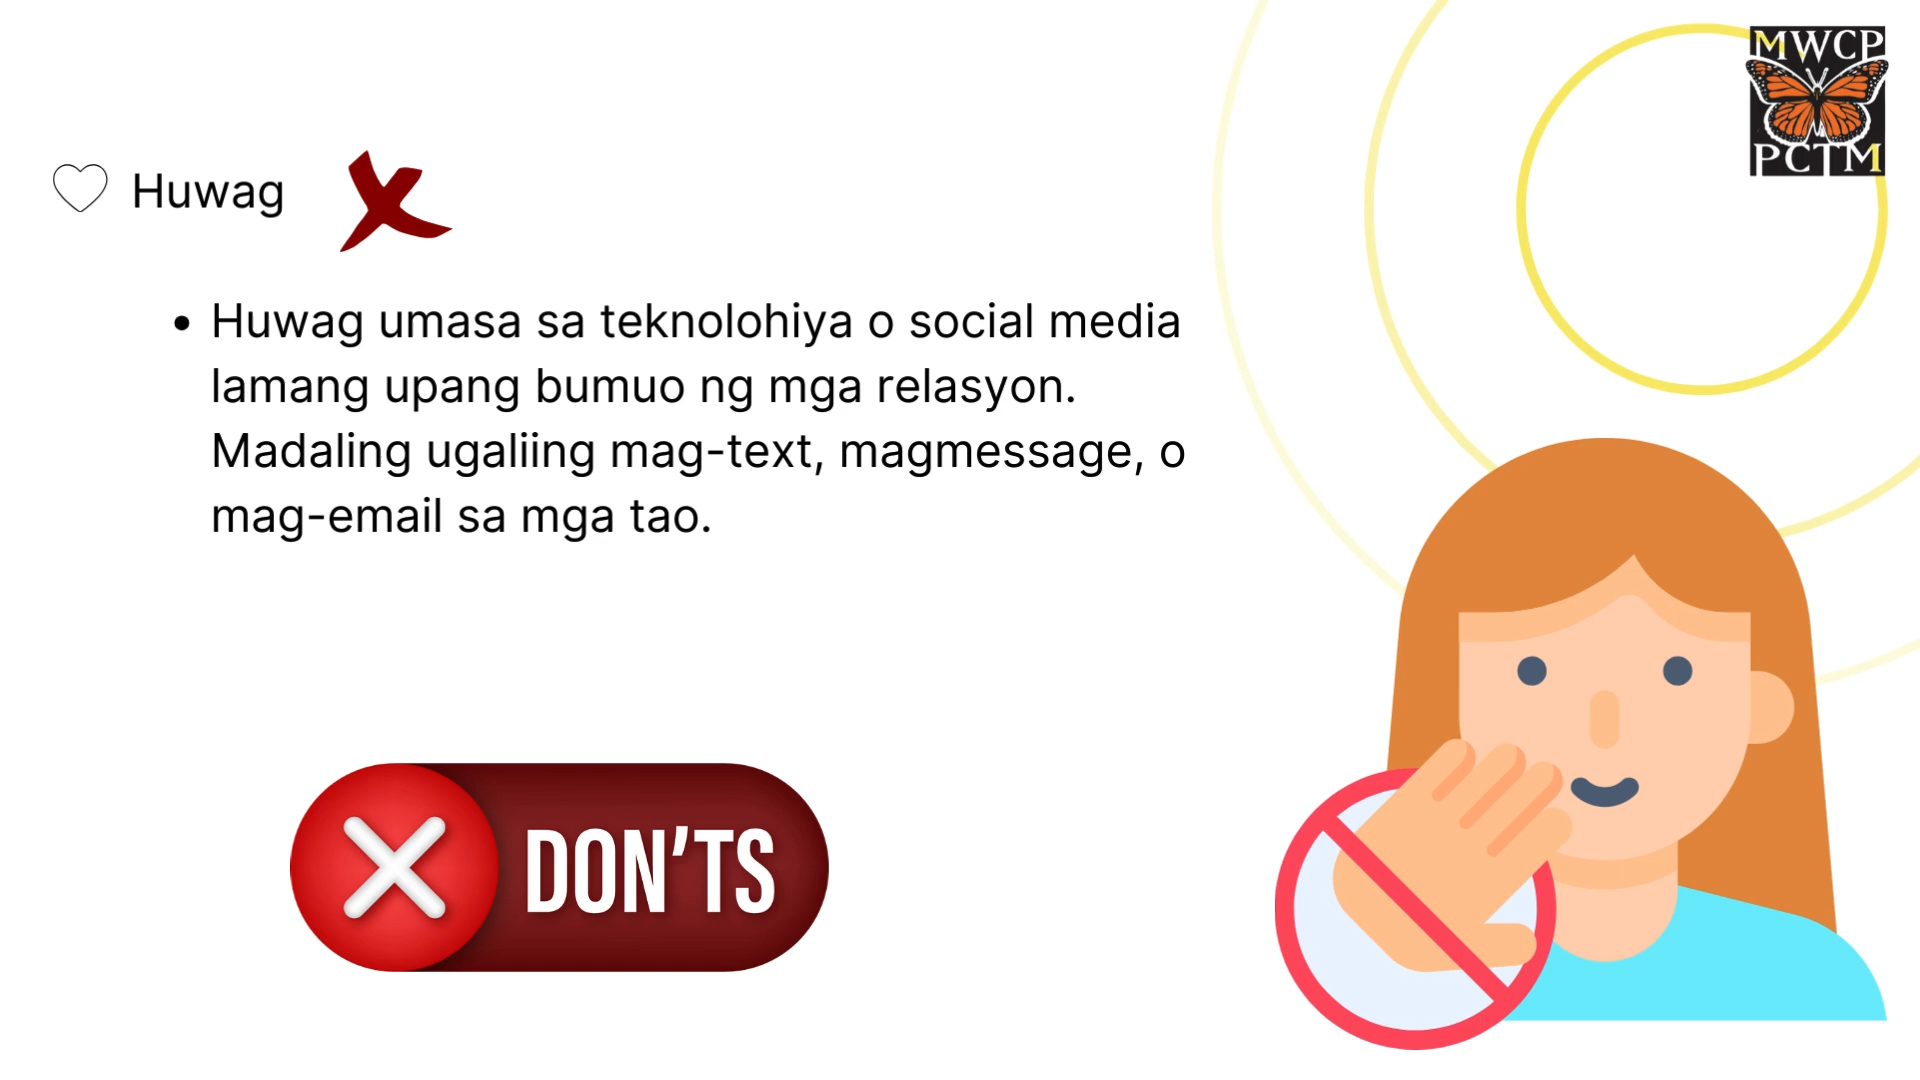 MWCP
PCTM
Huwag
Huwag umasa sa teknolohiya o social media
lamang upang bumuo ng mga relasyon.
Madaling ugaliing mag-text, magmessage, o
mag-email sa mga tao.
DON'TS